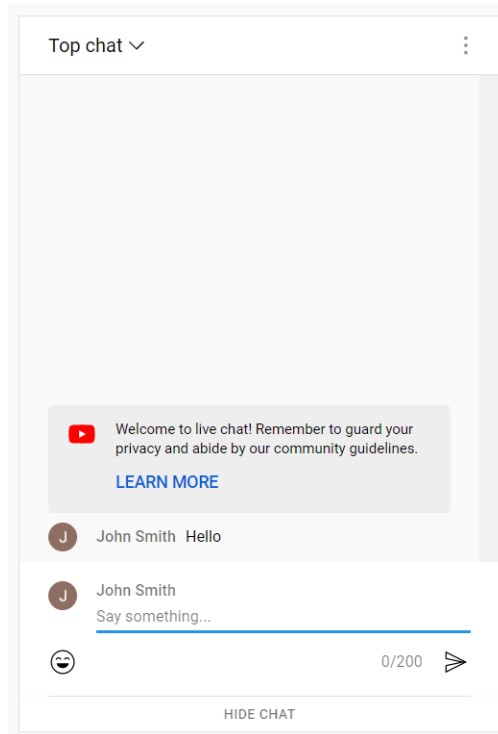 Top chat
Welcome to live chat! Remember to guard your
privacy and abide by our community guidelines.
LEARN MORE
J John Smith Hello
J John Smith
Say something...
0/200
HIDE CHAT